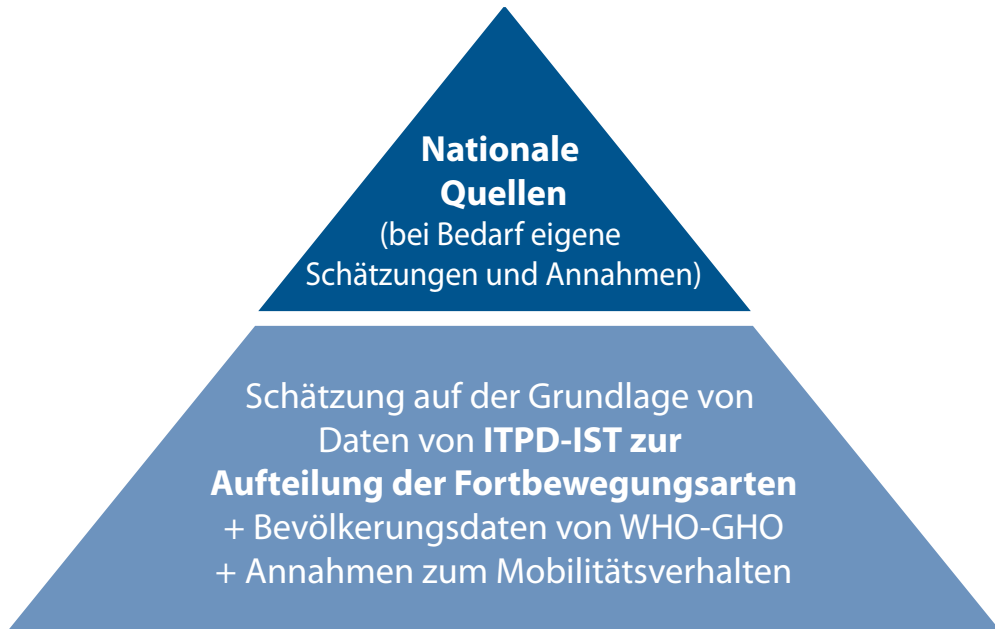 Nationale
Quellen
(bei Bedarf eigene
Schätzungen und Annahmen)
Schätzung auf der Grundlage von
Daten von ITPD-IST zur
Aufteilung der Fortbewegungsarten
+ Bevölkerungsdaten von WHO-GHO
+ Annahmen zum Mobilitätsverhalten